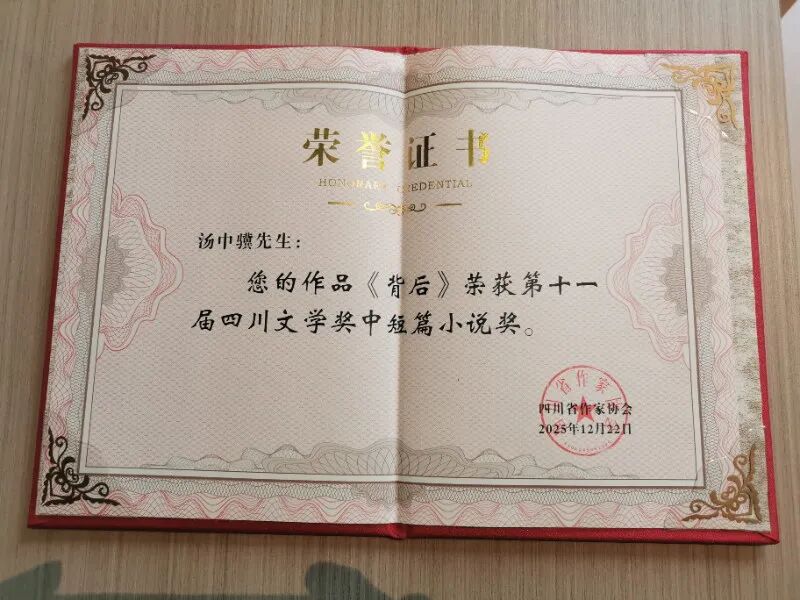 荣誉证书
HONORARY CREDENTIAL
汤中骥先生：
您的作品《背后》荣获第十一
届四川文学奖中短篇小说奖。
四川省作家协会
2025年12月22日